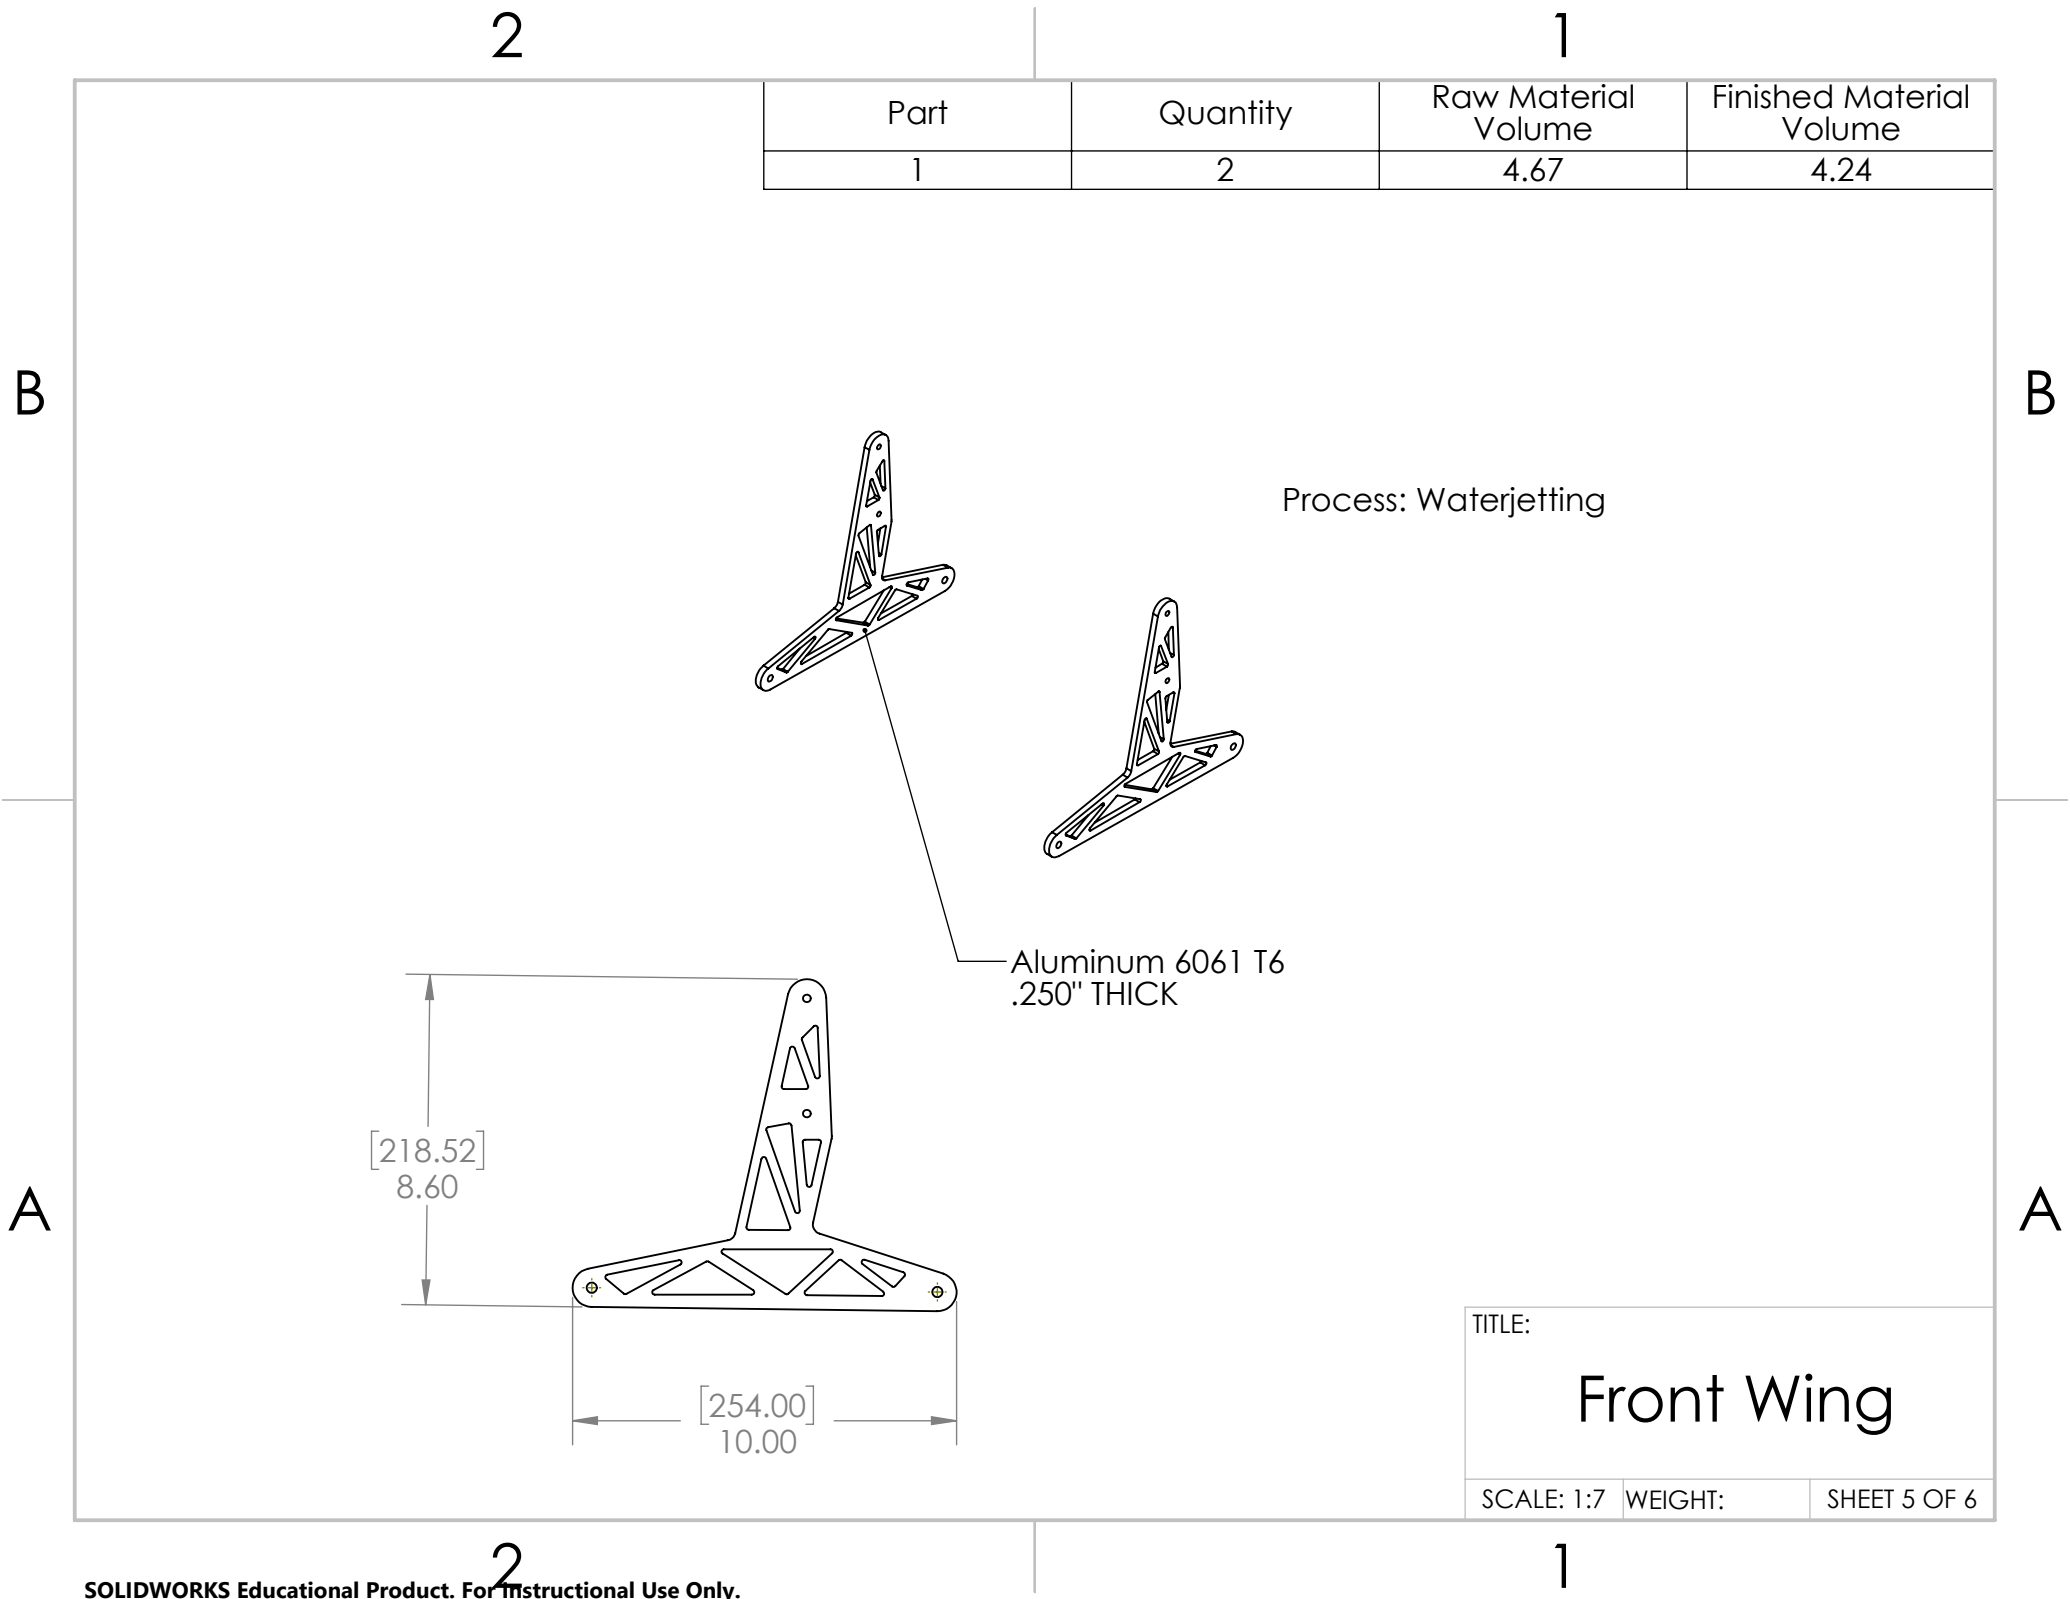 2 1
Part Quantity Raw Material Volume Finished Material Volume
1 2 4.67 4.24
B B
Process: Waterjetting
Aluminum 6061 T6
.250" THICK
[218.52]
8.60
A A
[254.00]
10.00
TITLE:
Front Wing
SCALE: 1:7 WEIGHT: SHEET 5 OF 6
2 1
SOLIDWORKS Educational Product. For Instructional Use Only.